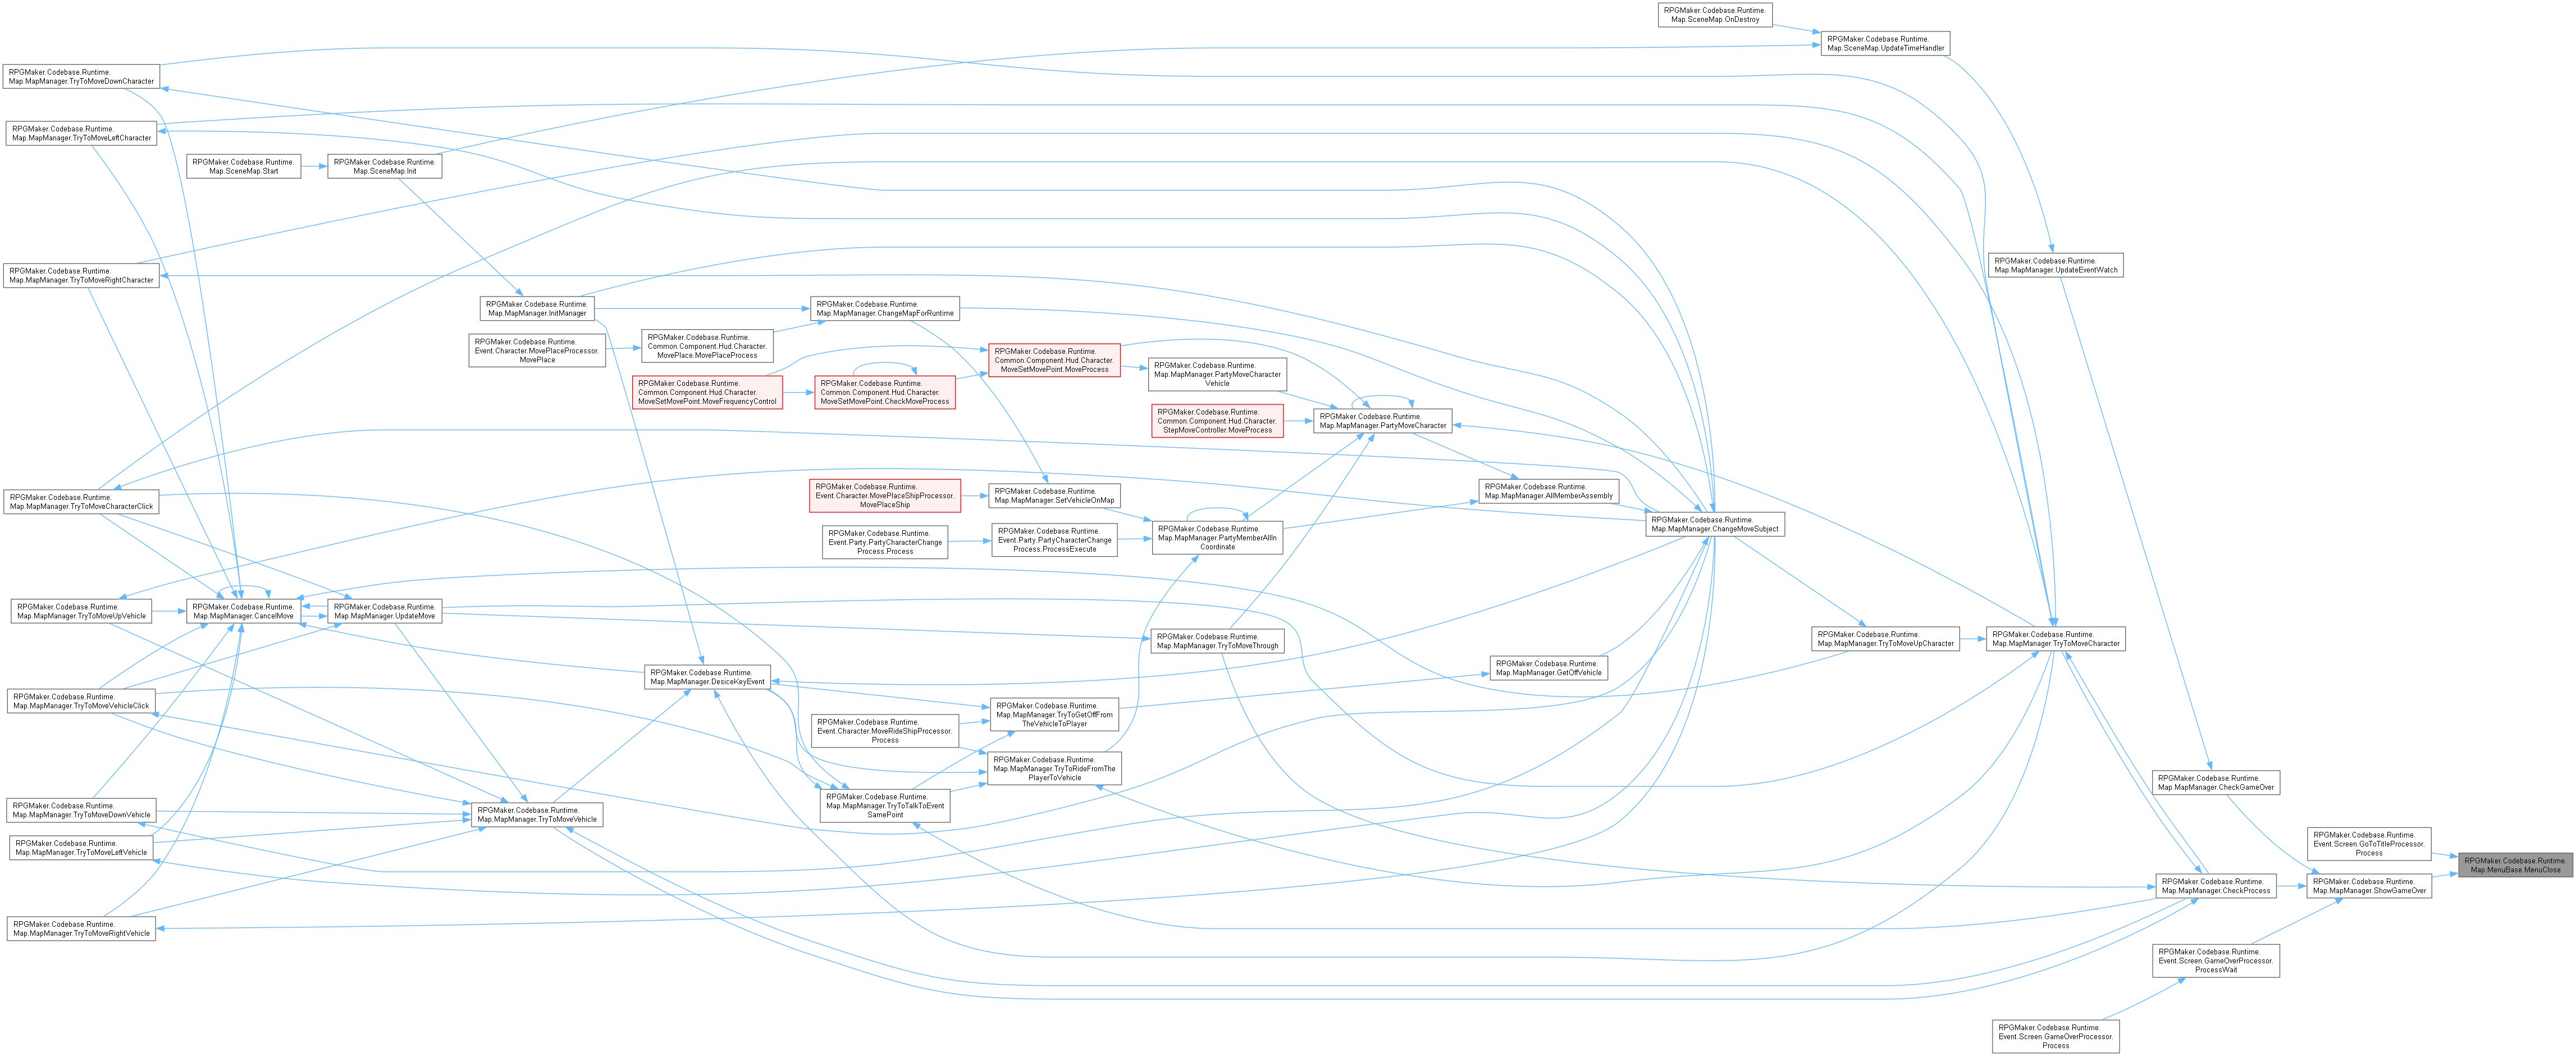 RPGMaker.Codebase.Runtime.
Map.SceneMap.OnDestroy
RPGMaker.Codebase.Runtime.
Map.SceneMap.UpdateTimeHandler
RPGMaker.Codebase.Runtime.
Map.MapManager.TryToMoveDownCharacter
RPGMaker.Codebase.Runtime.
Map.MapManager.TryToMoveLeftCharacter
RPGMaker.Codebase.Runtime.
Map.SceneMap.Start
RPGMaker.Codebase.Runtime.
Map.SceneMap.Init
RPGMaker.Codebase.Runtime.
Map.MapManager.UpdateEventWatch
RPGMaker.Codebase.Runtime.
Map.MapManager.TryToMoveRightCharacter
RPGMaker.Codebase.Runtime.
Map.MapManager.InitManager
RPGMaker.Codebase.Runtime.
Map.MapManager.ChangeMapForRuntime
RPGMaker.Codebase.Runtime.
Event.Character.MovePlaceProcessor.
MovePlace
RPGMaker.Codebase.Runtime.
Common.Component.Hud.Character.
MovePlace.MovePlaceProcess
RPGMaker.Codebase.Runtime.
Common.Component.Hud.Character.
MoveSetMovePoint.MoveProcess
RPGMaker.Codebase.Runtime.
Map.MapManager.PartyMoveCharacter
Vehicle
RPGMaker.Codebase.Runtime.
Common.Component.Hud.Character.
MoveSetMovePoint.MoveFrequencyControl
RPGMaker.Codebase.Runtime.
Common.Component.Hud.Character.
MoveSetMovePoint.CheckMoveProcess
RPGMaker.Codebase.Runtime.
Common.Component.Hud.Character.
StepMoveController.MoveProcess
RPGMaker.Codebase.Runtime.
Map.MapManager.PartyMoveCharacter
RPGMaker.Codebase.Runtime.
Map.MapManager.TryToMoveCharacterClick
RPGMaker.Codebase.Runtime.
Event.Character.MovePlaceShipProcessor.
MovePlaceShip
RPGMaker.Codebase.Runtime.
Map.MapManager.SetVehicleOnMap
RPGMaker.Codebase.Runtime.
Map.MapManager.AllMemberAssembly
RPGMaker.Codebase.Runtime.
Map.MapManager.ChangeMoveSubject
RPGMaker.Codebase.Runtime.
Event.Party.PartyCharacterChange
Process.Process
RPGMaker.Codebase.Runtime.
Event.Party.PartyCharacterChange
Process.ProcessExecute
RPGMaker.Codebase.Runtime.
Map.MapManager.PartyMemberAllIn
Coordinate
RPGMaker.Codebase.Runtime.
Map.MapManager.TryToMoveUpVehicle
RPGMaker.Codebase.Runtime.
Map.MapManager.CancelMove
RPGMaker.Codebase.Runtime.
Map.MapManager.UpdateMove
RPGMaker.Codebase.Runtime.
Map.MapManager.TryToMoveThrough
RPGMaker.Codebase.Runtime.
Map.MapManager.TryToMoveUpCharacter
RPGMaker.Codebase.Runtime.
Map.MapManager.TryToMoveCharacter
RPGMaker.Codebase.Runtime.
Map.MapManager.DesiceKeyEvent
RPGMaker.Codebase.Runtime.
Map.MapManager.GetOffVehicle
RPGMaker.Codebase.Runtime.
Map.MapManager.TryToMoveVehicleClick
RPGMaker.Codebase.Runtime.
Map.MapManager.TryToGetOffFrom
TheVehicleToPlayer
RPGMaker.Codebase.Runtime.
Event.Character.MoveRideShipProcessor.
Process
RPGMaker.Codebase.Runtime.
Map.MapManager.TryToRideFromThe
PlayerToVehicle
RPGMaker.Codebase.Runtime.
Map.MapManager.CheckGameOver
RPGMaker.Codebase.Runtime.
Map.MapManager.TryToMoveDownVehicle
RPGMaker.Codebase.Runtime.
Map.MapManager.TryToMoveVehicle
RPGMaker.Codebase.Runtime.
Map.MapManager.TryToTalkToEvent
SamePoint
RPGMaker.Codebase.Runtime.
Map.MapManager.TryToMoveLeftVehicle
RPGMaker.Codebase.Runtime.
Event.Screen.GoToTitleProcessor.
Process
RPGMaker.Codebase.Runtime.
Map.MenuBase.MenuClose
RPGMaker.Codebase.Runtime.
Map.MapManager.CheckProcess
RPGMaker.Codebase.Runtime.
Map.MapManager.ShowGameOver
RPGMaker.Codebase.Runtime.
Map.MapManager.TryToMoveRightVehicle
RPGMaker.Codebase.Runtime.
Event.Screen.GameOverProcessor.
ProcessWait
RPGMaker.Codebase.Runtime.
Event.Screen.GameOverProcessor.
Process